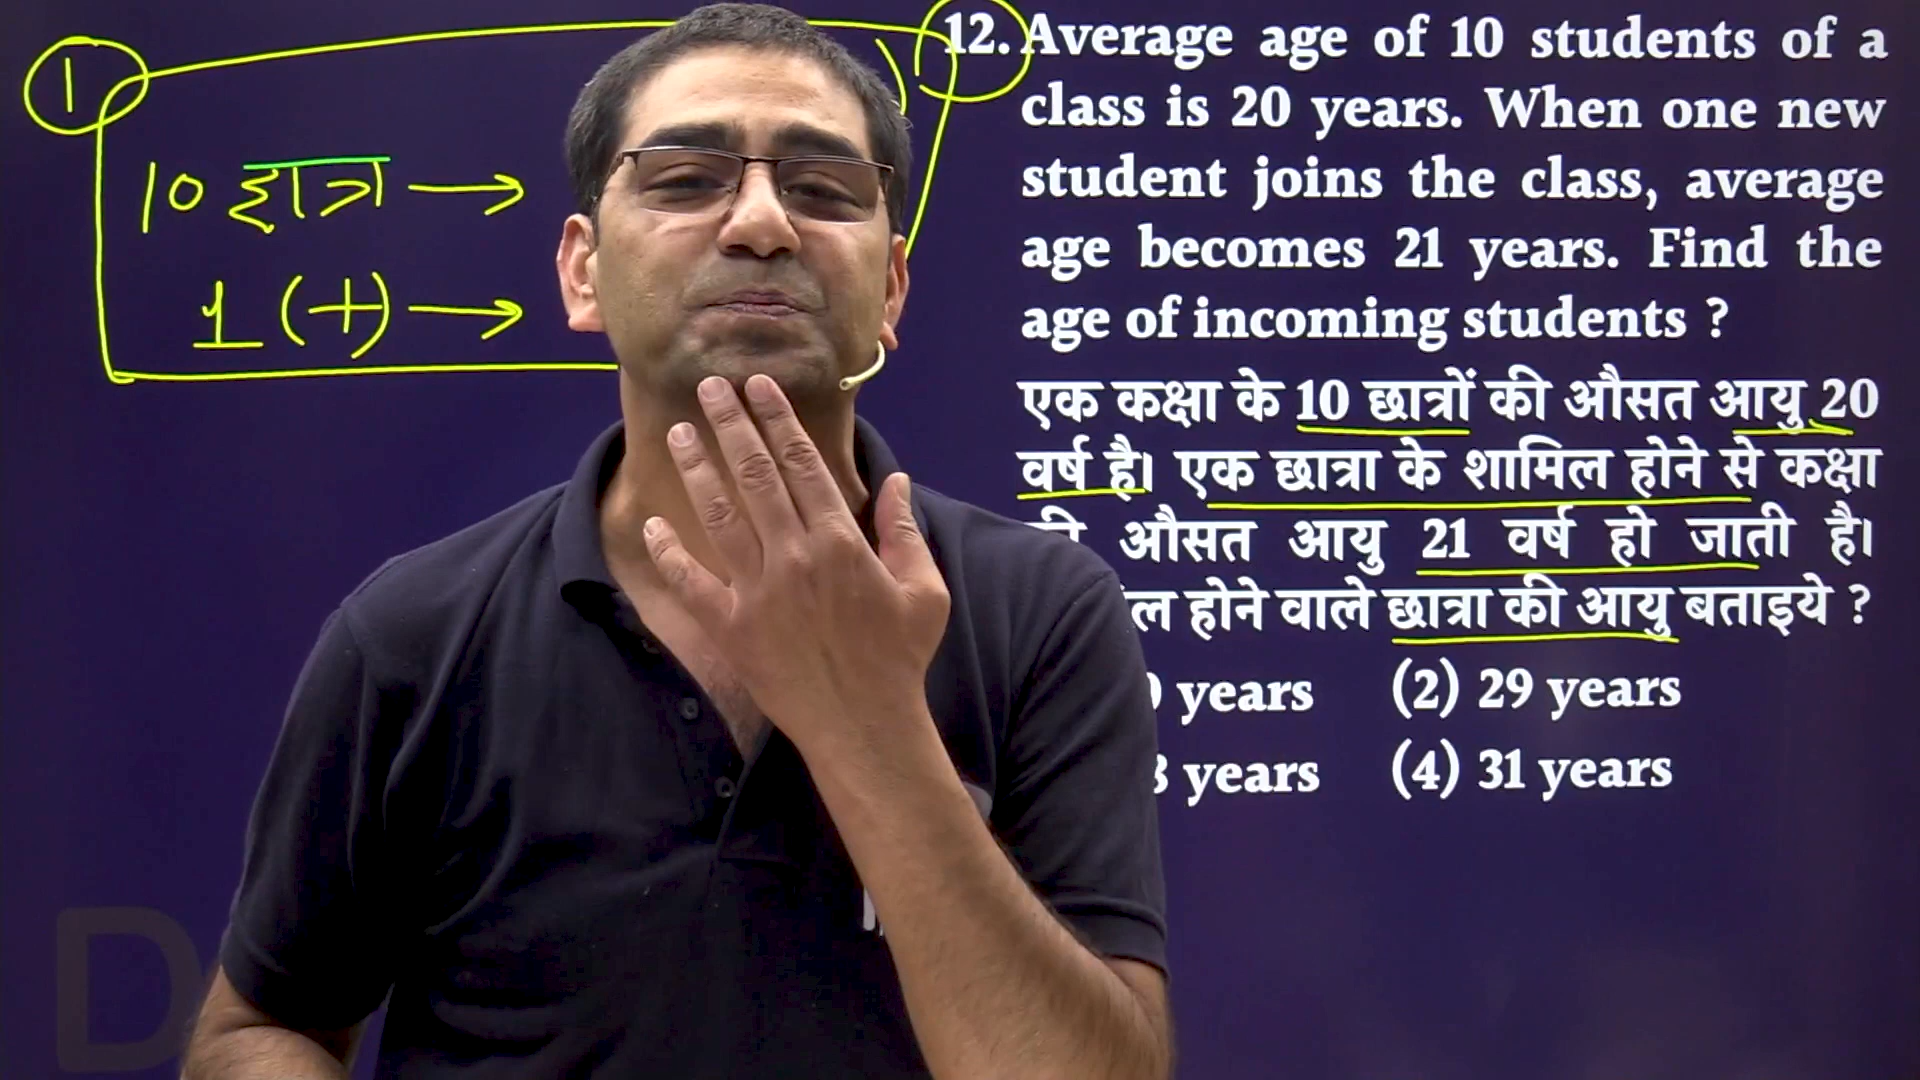 1
10 छात्र →
1 (+) →
12. Average age of 10 students of a
class is 20 years. When one new
student joins the class, average
age becomes 21 years. Find the
age of incoming students ?
एक कक्षा के 10 छात्रों की औसत आयु 20
वर्ष है। एक छात्रा के शामिल होने से कक्षा
औसत आयु 21 वर्ष हो जाती है।
होने वाले छात्रा की आयु बताइये ?
years (2) 29 years
years (4) 31 years
D